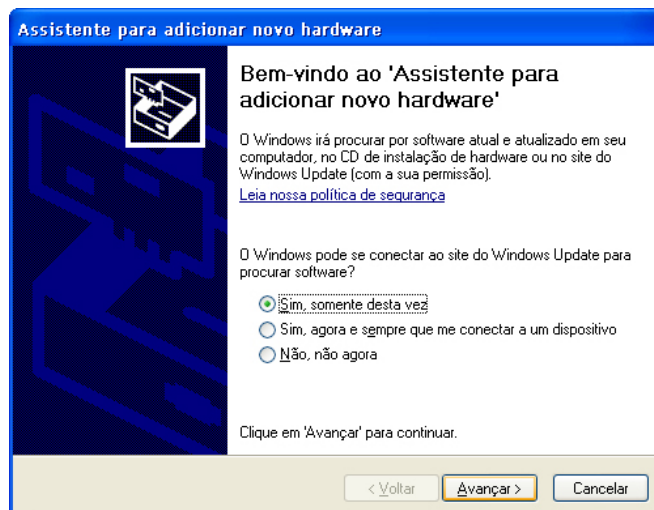 Assistente para adicionar novo hardware
Bem-vindo ao 'Assistente para
adicionar novo hardware'
O Windows irá procurar por software atual e atualizado em seu
computador, no CD de instalação de hardware ou no site do
Windows Update (com a sua permissão).
Leia nossa política de segurança
O Windows pode se conectar ao site do Windows Update para
procurar software?
Sim, somente desta vez
Sim, agora e sempre que me conectar a um dispositivo
Não, não agora
Clique em 'Avançar' para continuar.
< Voltar Avançar > Cancelar